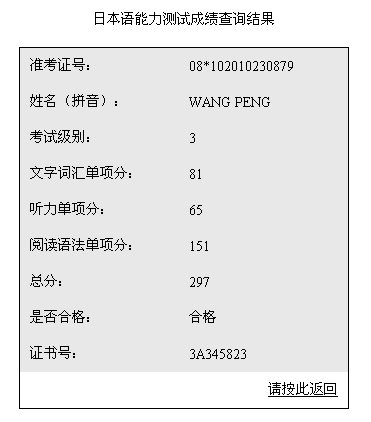 日本语能力测试成绩查询结果
准考证号： 08*102010230879
姓名（拼音）： WANG PENG
考试级别： 3
文字词汇单项分： 81
听力单项分： 65
阅读语法单项分： 151
总分： 297
是否合格： 合格
证书号： 3A345823
请按此返回